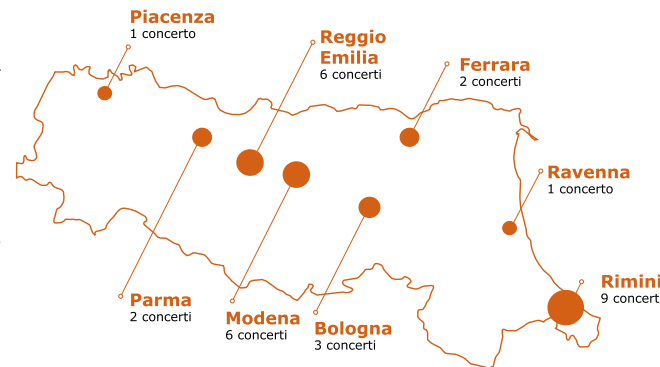 Piacenza
1 concerto
Reggio
Emilia
6 concerti
Ferrara
2 concerti
Ravenna
1 concerto
Rimini
9 concert
Parma
2 concerti
Modena
6 concerti
Bologna
3 concerti